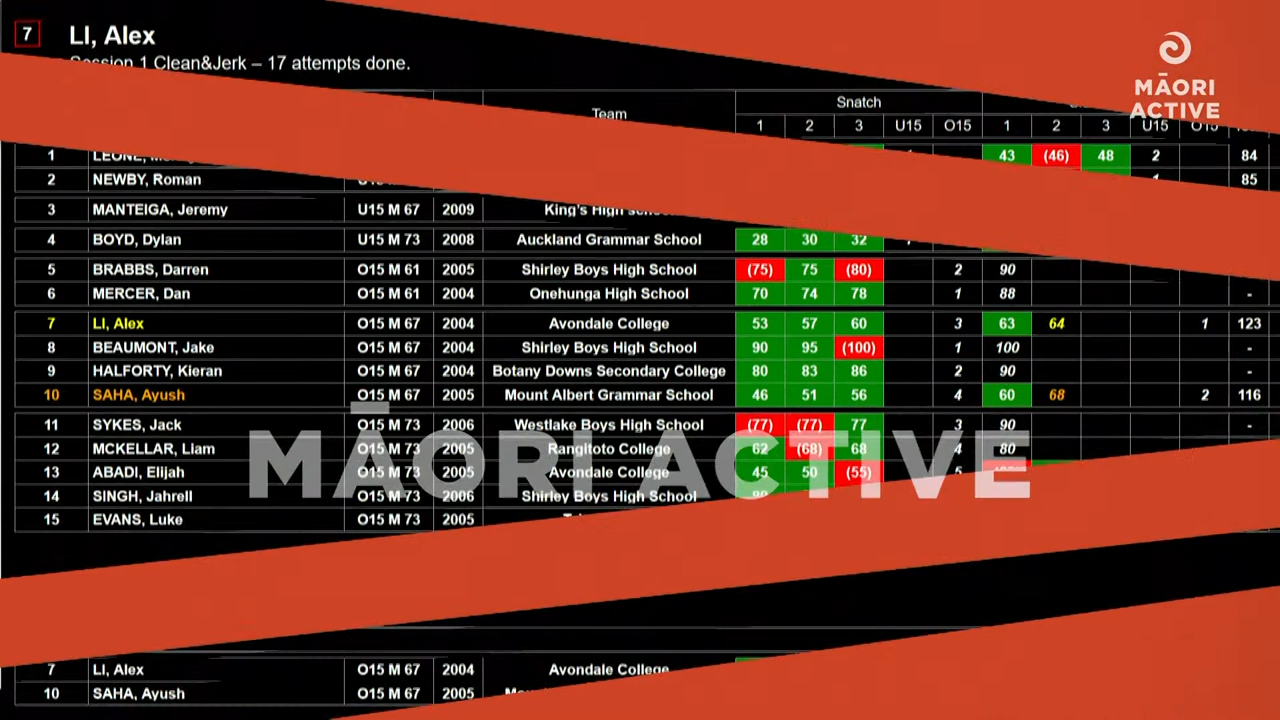 7 LI, Alex
Session 1 Clean&Jerk – 17 attempts done.
MĀORI
ACTIVE
Team Snatch
1 2 3 U15 O15 1 2 3 U15 O15
1 LEONE, 43 (46) 48 2 84
2 NEWBY, Roman 85
3 MANTEIGA, Jeremy U15 M 67 2009 King's High
4 BOYD, Dylan U15 M 73 2008 Auckland Grammar School 28 30 32
5 BRABBS, Darren O15 M 61 2005 Shirley Boys High School (75) 75 (80) 2 90
6 MERCER, Dan O15 M 61 2004 Onehunga High School 70 74 78 1 88 -
7 LI, Alex O15 M 67 2004 Avondale College 53 57 60 3 63 64 1 123
8 BEAUMONT, Jake O15 M 67 2004 Shirley Boys High School 90 95 (100) 1 100 -
9 HALFORTY, Kieran O15 M 67 2004 Botany Downs Secondary College 80 83 86 2 90 -
10 SAHA, Ayush O15 M 67 2005 Mount Albert Grammar School 46 51 56 4 60 68 2 116
11 SYKES, Jack O15 M 73 2006 Westlake Boys High School (77) (77) 77 3 90 -
12 MCKELLAR, Liam O15 M 73 2005 Rangitoto College 62 (68) 68 4 80
MĀORI ACTIVE
13 ABADI, Elijah O15 M 73 2005 Avondale College 45 50 (55) 5
14 SINGH, Jahrell O15 M 73 2006 Shirley Boys High School
15 EVANS, Luke O15 M 73 2005
7 LI, Alex O15 M 67 2004 Avondale College
10 SAHA, Ayush O15 M 67 2005